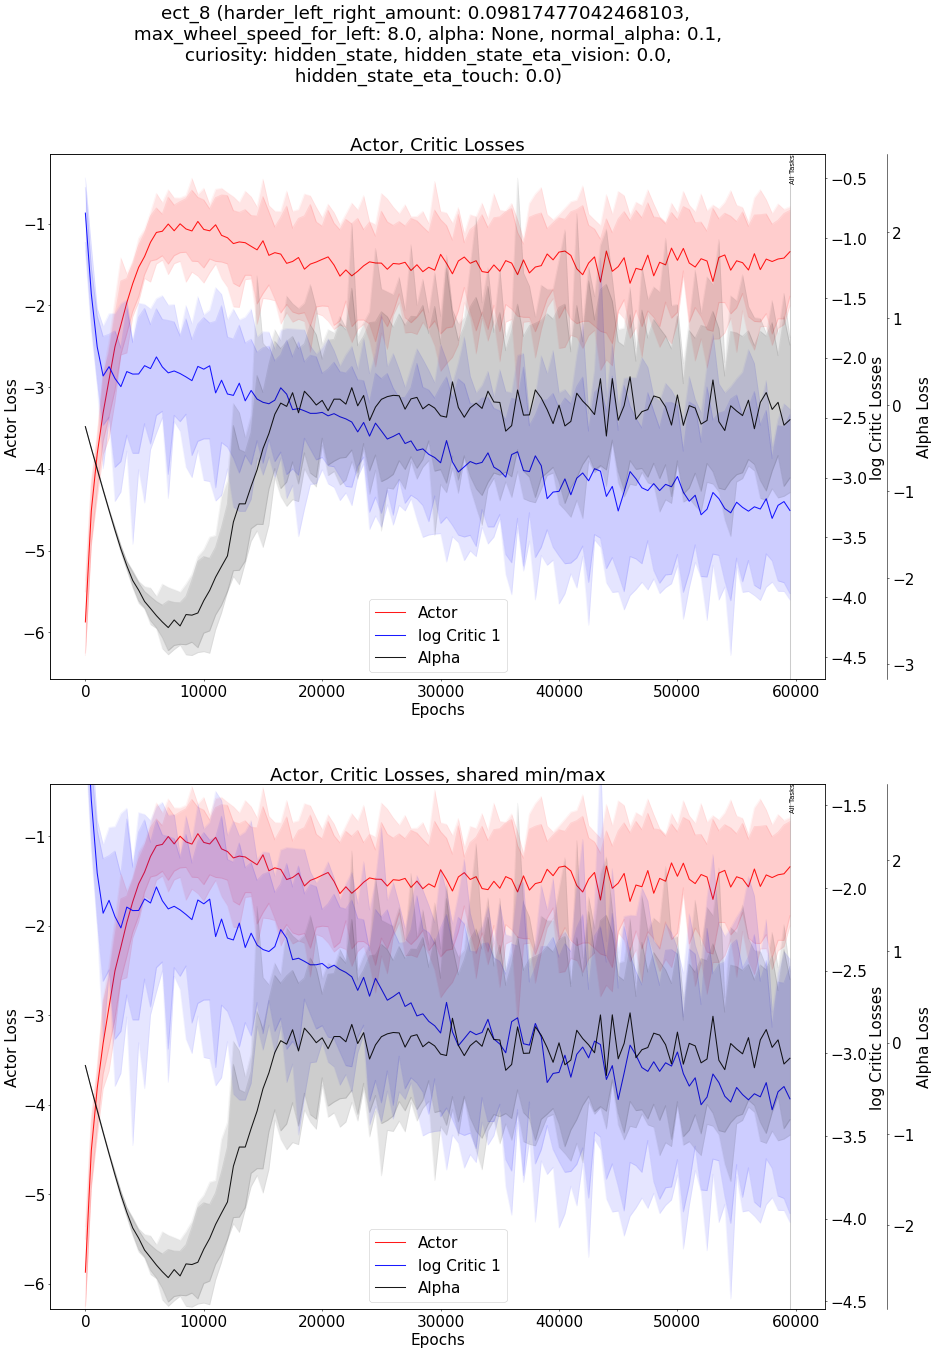 ect_8 (harder_left_right_amount: 0.09817477042468103,
max_wheel_speed_for_left: 8.0, alpha: None, normal_alpha: 0.1,
curiosity: hidden_state, hidden_state_eta_vision: 0.0,
hidden_state_eta_touch: 0.0)
Actor, Critic Losses
All Tasks
−1
−2
−3
−4
−5
−6
Actor Loss
−0.5
−1.0
−1.5
−2.0
−2.5
−3.0
−3.5
−4.0
−4.5
log Critic Losses
2
1
0
−1
−2
−3
Alpha Loss
Actor
log Critic 1
Alpha
0 10000 20000 30000 40000 50000 60000
Epochs
Actor, Critic Losses, shared min/max
All Tasks
−1
−2
−3
−4
−5
−6
Actor Loss
−1.5
−2.0
−2.5
−3.0
−3.5
−4.0
−4.5
log Critic Losses
2
1
0
−1
−2
Alpha Loss
Actor
log Critic 1
Alpha
0 10000 20000 30000 40000 50000 60000
Epochs